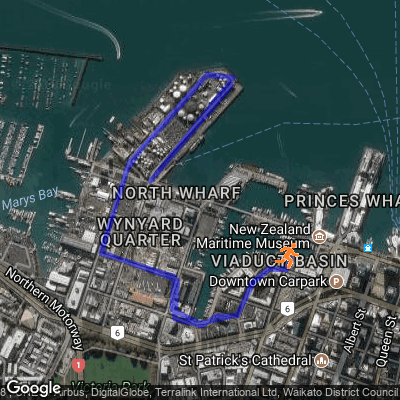 Marys Bay
NORTH WHARF
PRINCES WHA
WYNYARD
QUARTER
New Zealand
Maritime Museum
VIADUCT BASIN
Downtown Carpark
P
Northern Motorway
6
6
Albert St
Queen St
St Patrick's Cathedral
1
Victoria Park
Google
Airbus, DigitalGlobe, Terralink International Ltd, Waikato District Council